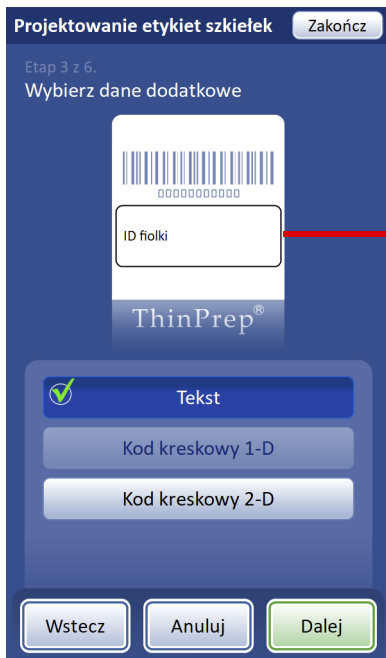 Projektowanie etykiet szkiełek
Zakończ
Etap 3 z 6.
Wybierz dane dodatkowe
00000000000
ID fiolki
ThinPrep®
Tekst
Kod kreskowy 1-D
Kod kreskowy 2-D
Wstecz
Anuluj
Dalej